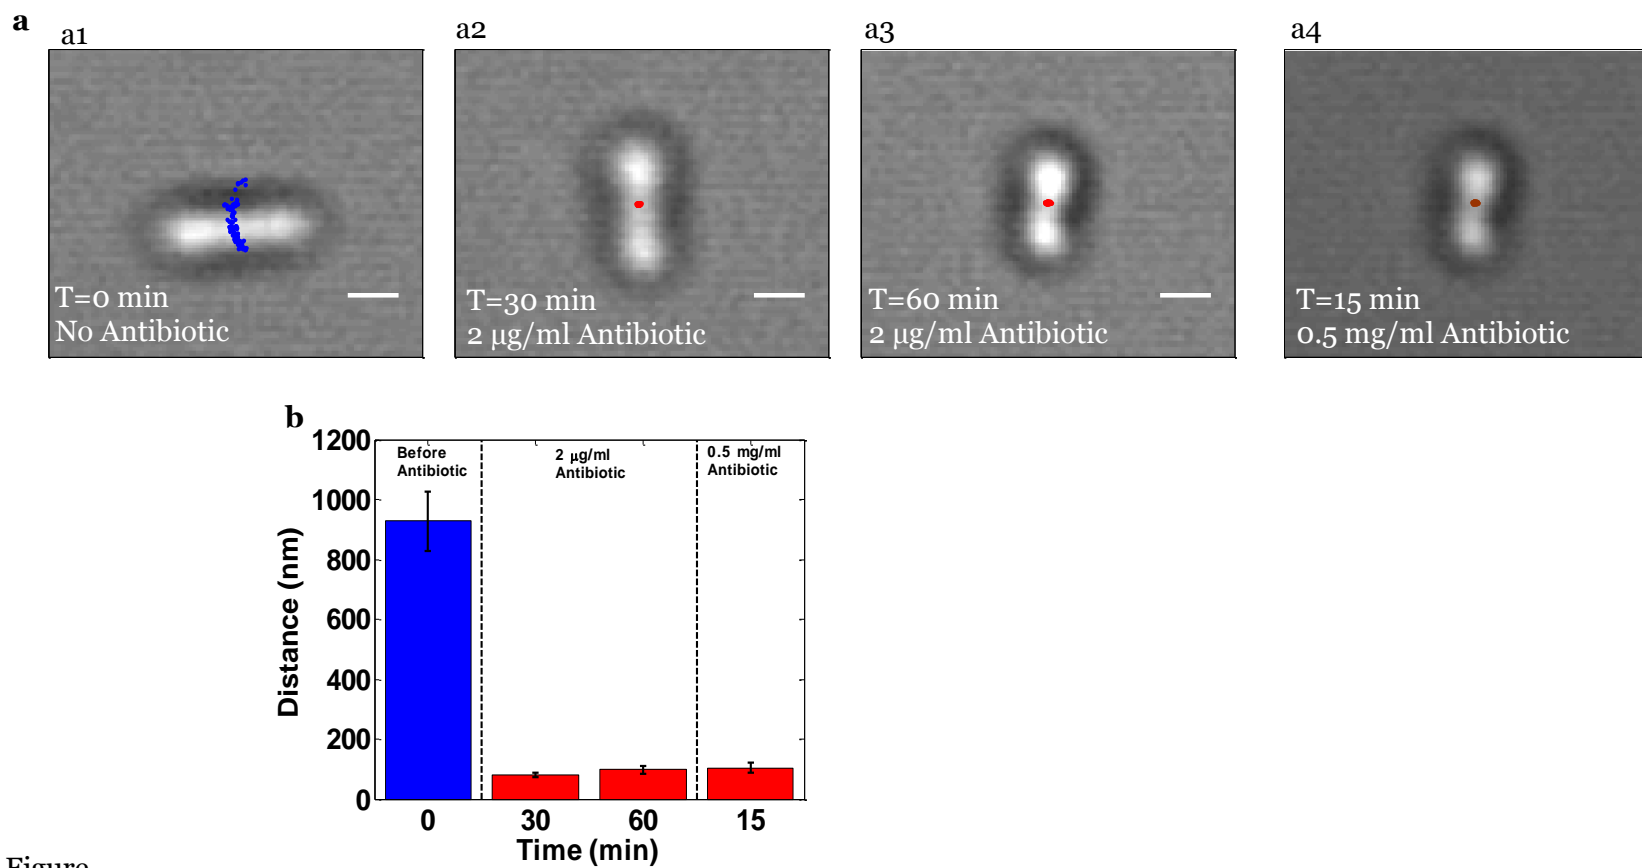 a
a1
a2
a3
a4
T=0 min
No Antibiotic
T=30 min
2 μg/ml Antibiotic
T=60 min
2 μg/ml Antibiotic
T=15 min
0.5 mg/ml Antibiotic
b
1200
1000
800
600
400
200
0
Distance (nm)
Before
Antibiotic
2 μg/ml
Antibiotic
0.5 mg/ml
Antibiotic
0
30
60
15
Time (min)
Figure